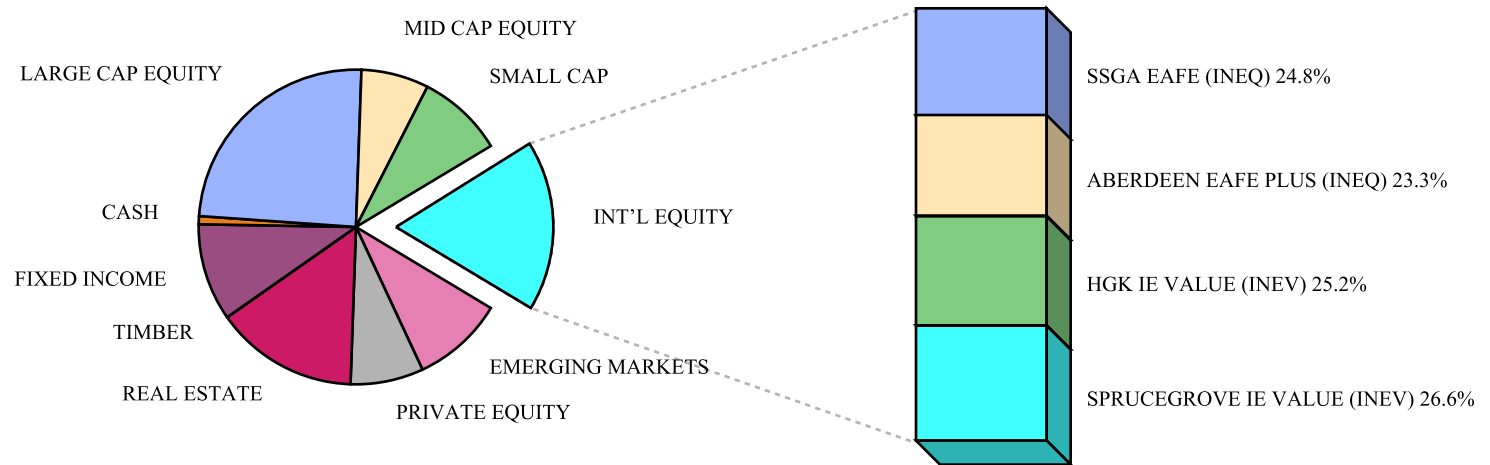 MID CAP EQUITY
LARGE CAP EQUITY
SMALL CAP
CASH
INT'L EQUITY
FIXED INCOME
TIMBER
REAL ESTATE
EMERGING MARKETS
PRIVATE EQUITY
SSGA EAFE (INEQ) 24.8%
ABERDEEN EAFE PLUS (INEQ) 23.3%
HGK IE VALUE (INEV) 25.2%
SPRUCEGROVE IE VALUE (INEV) 26.6%